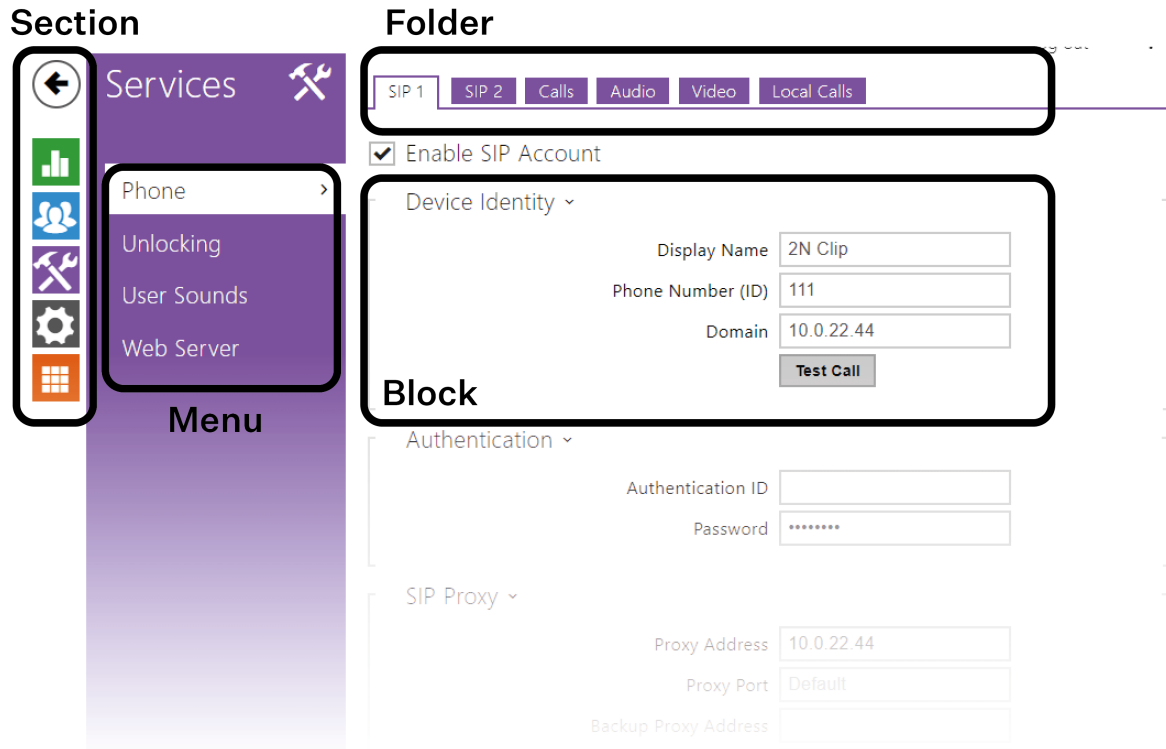 Section
Folder
Services
SIP 1 SIP 2 Calls Audio Video Local Calls
Enable SIP Account
Phone
Unlocking
User Sounds
Web Server
Menu
Device Identity
Display Name 2N Clip
Phone Number (ID) 111
Domain 10.0.22.44
Test Call
Block
Authentication
Authentication ID
Password ••••••••
SIP Proxy
Proxy Address 10.0.22.44
Proxy Port Default
Backup Proxy Address